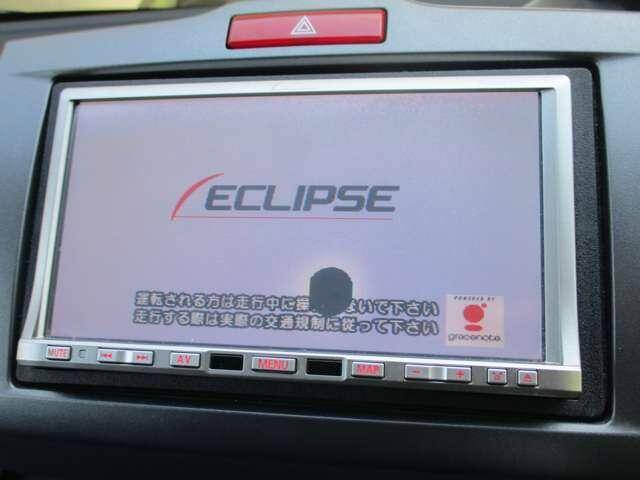 ECLIPSE
運転される方は走行中に ないで下さい
走行する際は実際の交通規制に従って下さい
POWERED BY
gracenote.
MUTE
AV
MENU
MAP